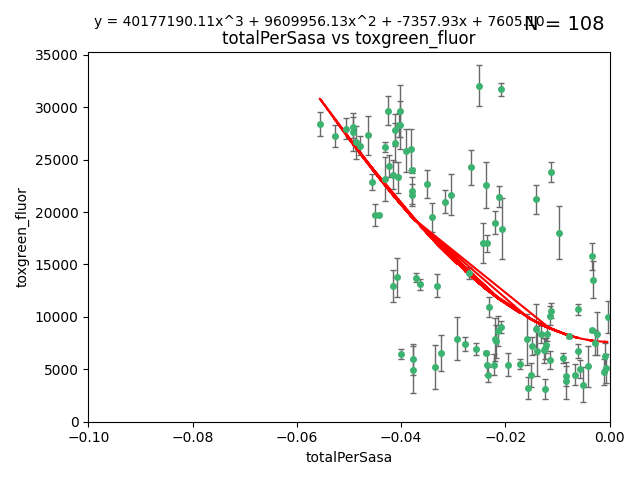 y = 40177190.11x^3 + 9609956.13x^2 + -7357.93x + 7605.
N = 108
totalPerSasa vs toxgreen_fluor
35000
30000
25000
20000
15000
10000
5000
0
toxgreen_fluor
−0.10
−0.08
−0.06
−0.04
−0.02
0.00
totalPerSasa